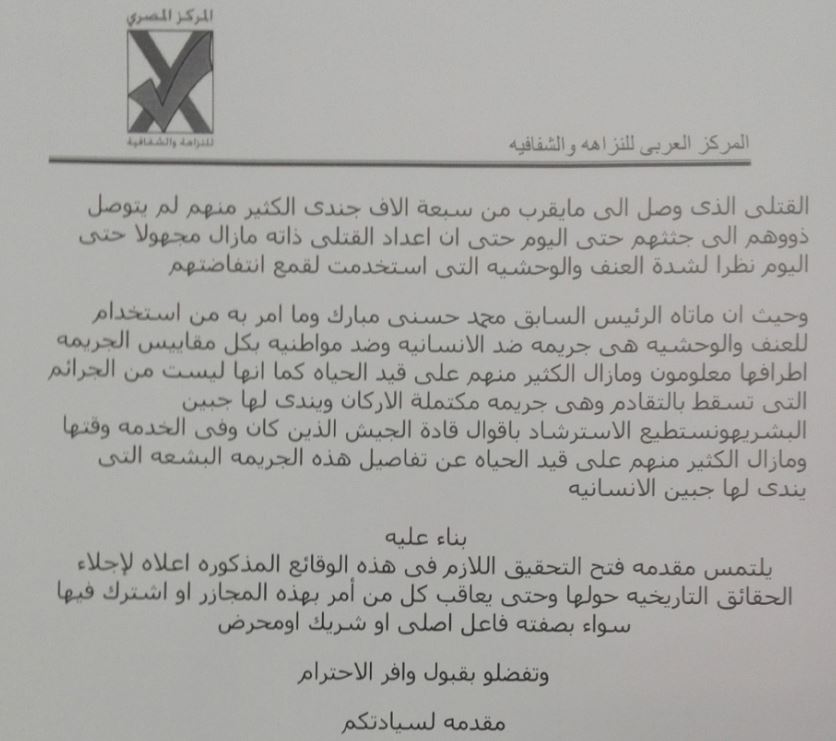 المركز المصري
للنزاهة والشفافية
المركز العربى للنزاهه والشفافيه
القتلى الذى وصل الى مايقرب من سبعة الاف جندى الكثير منهم لم يتوصل
ذووهم الى جثثهم حتى اليوم حتى ان اعداد القتلى ذاته مازال مجهولا حتى
اليوم نظرا لشدة العنف والوحشيه التى استخدمت لقمع انتفاضتهم
وحيث ان ماتاه الرئيس السابق محمد حسنى مبارك وما امر به من استخدام
للعنف والوحشيه هى جريمه ضد الانسانيه وضد مواطنيه بكل مقاييس الجريمه
اطرافها معلومون ومازال الكثير منهم على قيد الحياه كما انها ليست من الجرائم
التى تسقط بالتقادم وهى جريمه مكتملة الاركان ويندى لها جبين
البشريهونستطيع الاسترشاد باقوال قادة الجيش الذين كان وفى الخدمه وقتها
ومازال الكثير منهم على قيد الحياه عن تفاصيل هذه الجريمه البشعه التى
يندى لها جبين الانسانيه
بناء عليه
يلتمس مقدمه فتح التحقيق اللازم فى هذه الوقائع المذكوره اعلاه لإجلاء
الحقائق التاريخيه حولها وحتى يعاقب كل من أمر بهذه المجازر او اشترك فيها
سواء بصفته فاعل اصلى او شريك اومحرض
وتفضلو بقبول وافر الاحترام
مقدمه لسيادتكم